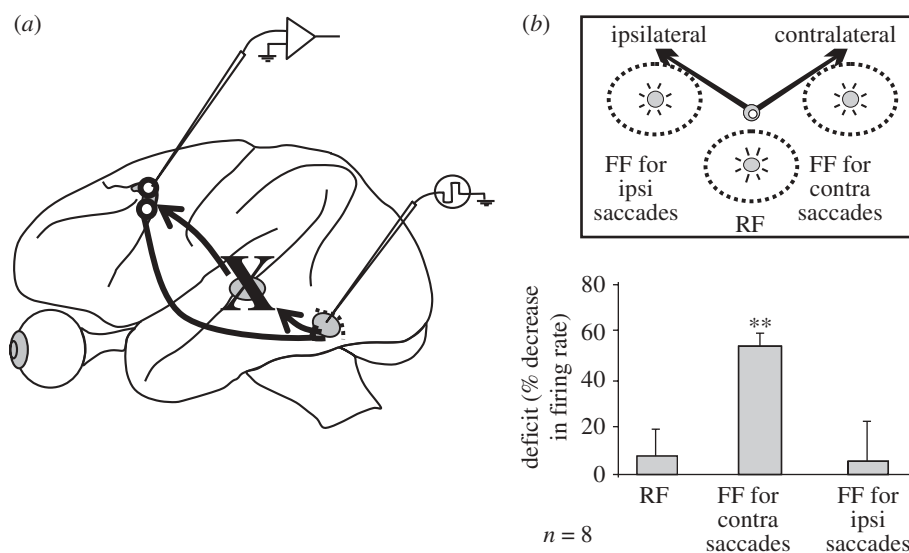 (a)
X
(b)
ipsilateral contralateral
FF for FF for
ipsi contra
saccades saccades
RF
deficit (% decrease
in firing rate)
80
60
40
20
0
**
RF FF for FF for
contra ipsi
saccades saccades
n = 8